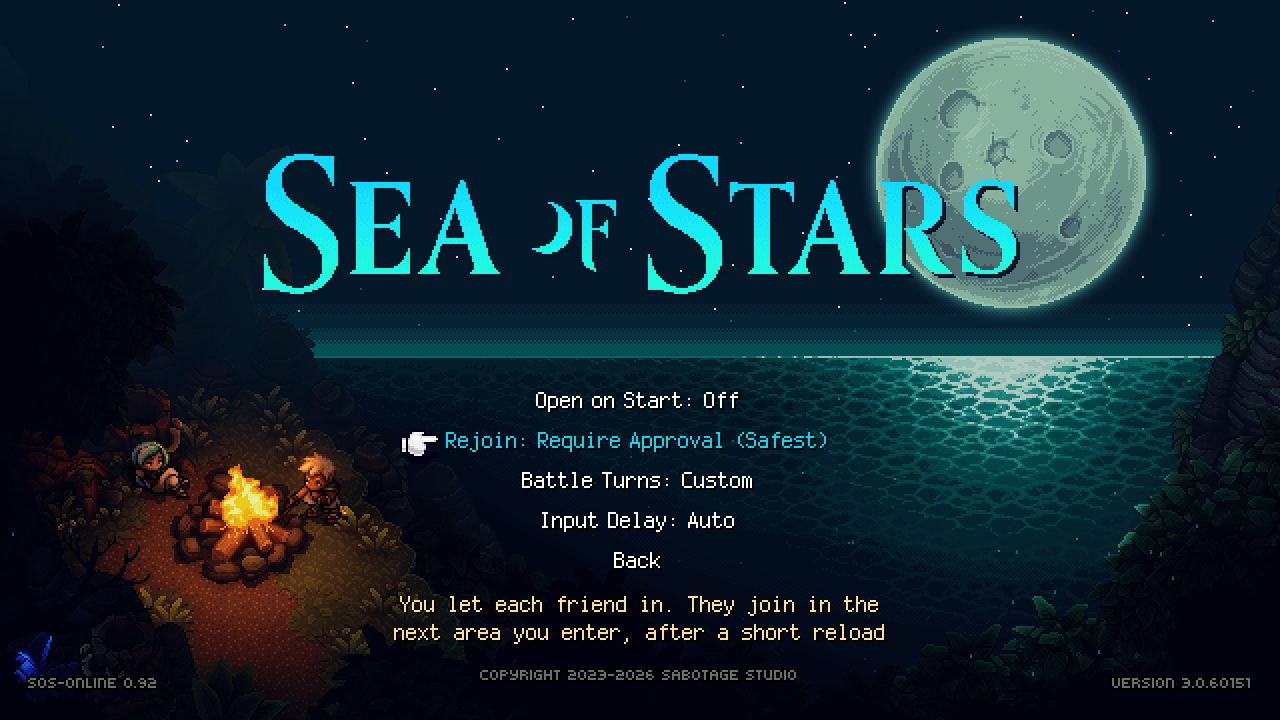 SEA OF STARS
Open on Start: Off
Rejoin: Require Approval (Safest)
Battle Turns: Custom
Input Delay: Auto
Back
You let each friend in. They join in the
next area you enter, after a short reload
COPYRIGHT 2023-2026 SABOTAGE STUDIO
SOS-ONLINE 0.92
VERSION 3.0.60151